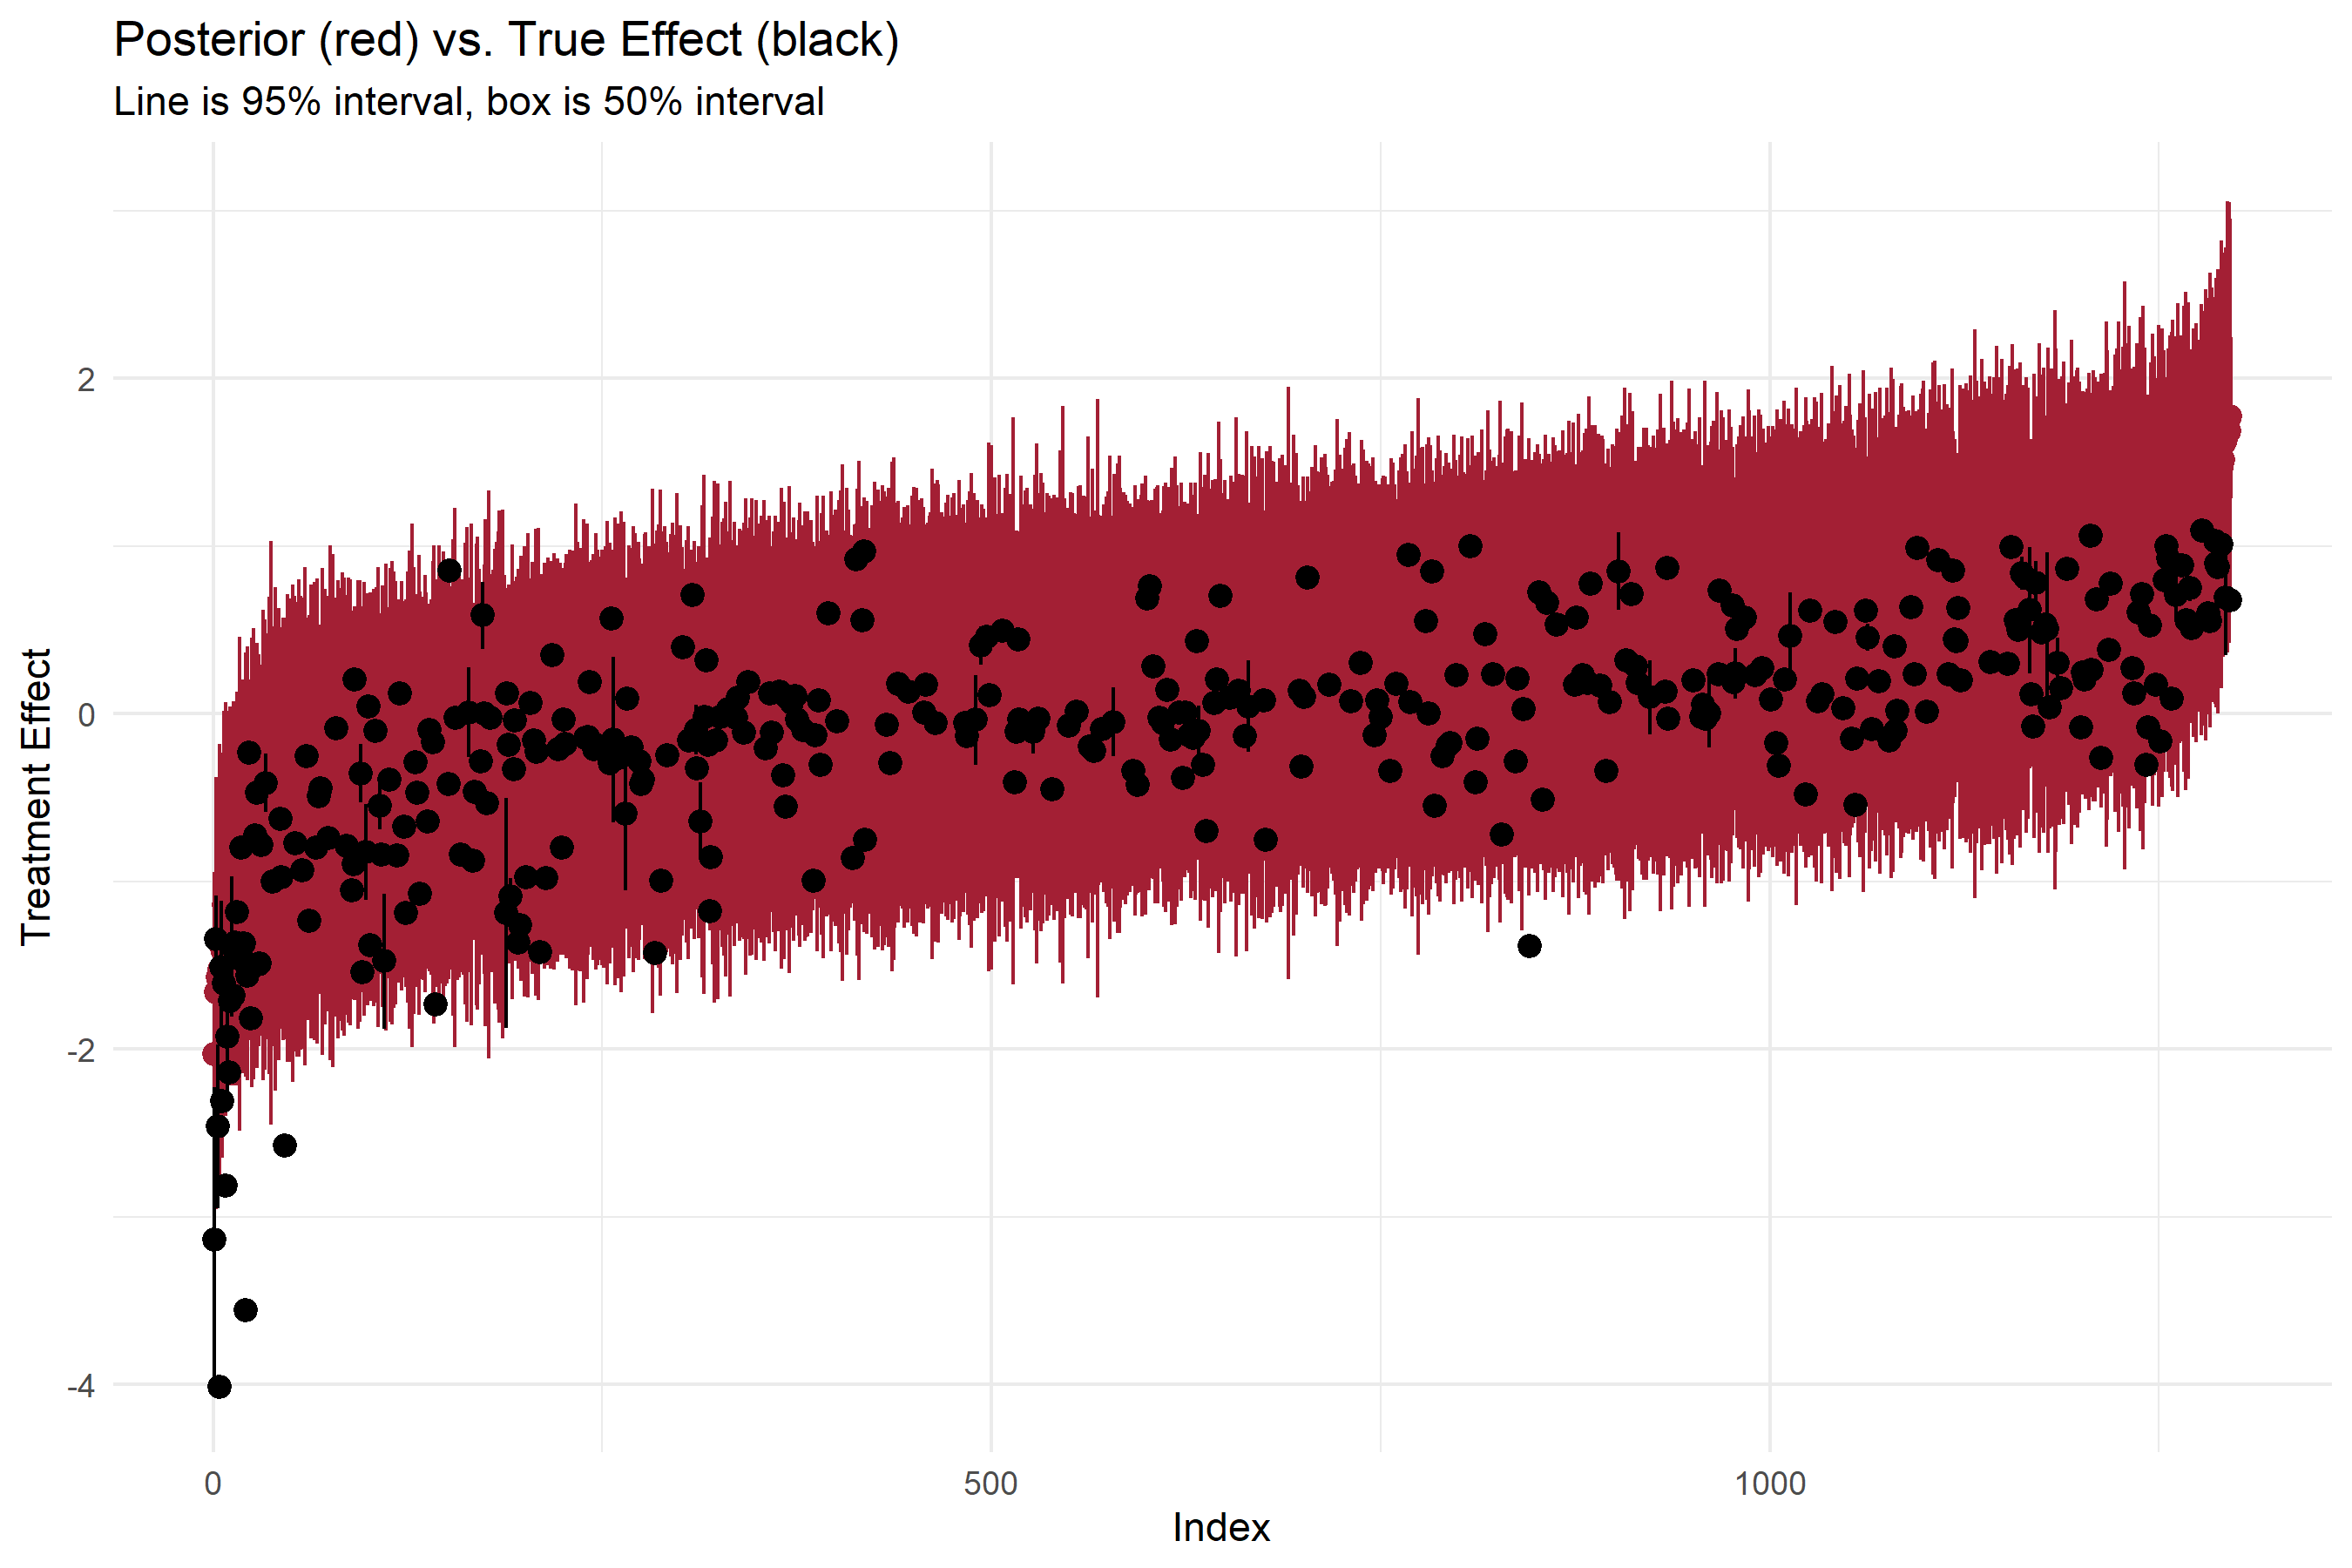 Posterior (red) vs. True Effect (black)
Line is 95% interval, box is 50% interval
Treatment Effect
2
0
-2
-4
0
500
1000
Index